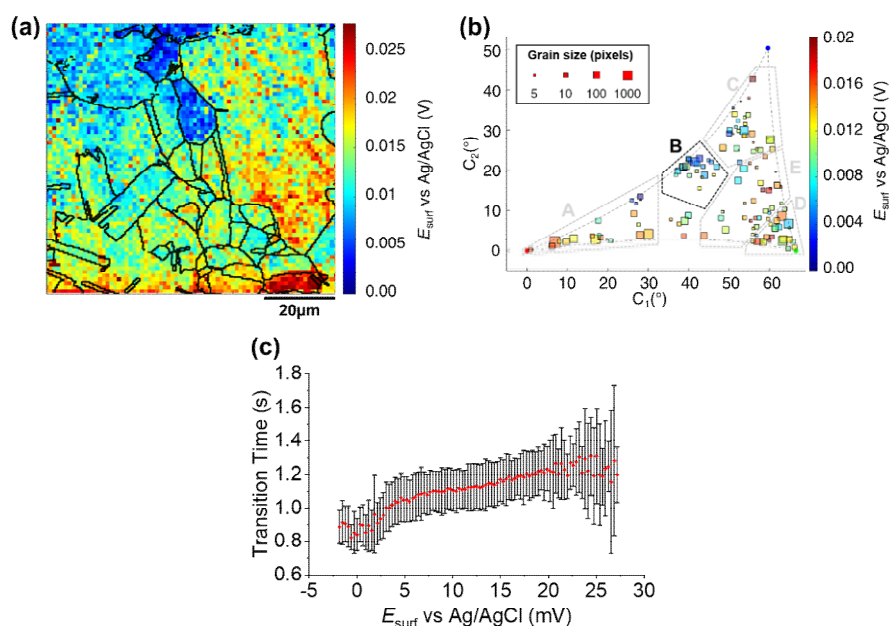 (a)
0.025
0.02
0.015
0.01
0.005
0.00
E_surf vs Ag/AgCl (V)
20μm
(b)
Grain size (pixels)
5 10 100 1000
50
40
30
20
10
0
C₂(°)
0 10 20 30 40 50 60
C₁(°)
A
B
C
D
E
0.02
0.016
0.012
0.008
0.004
0.00
E_surf vs Ag/AgCl (V)
(c)
1.8
1.6
1.4
1.2
1.0
0.8
0.6
Transition Time (s)
-5 0 5 10 15 20 25 30
E_surf vs Ag/AgCl (mV)